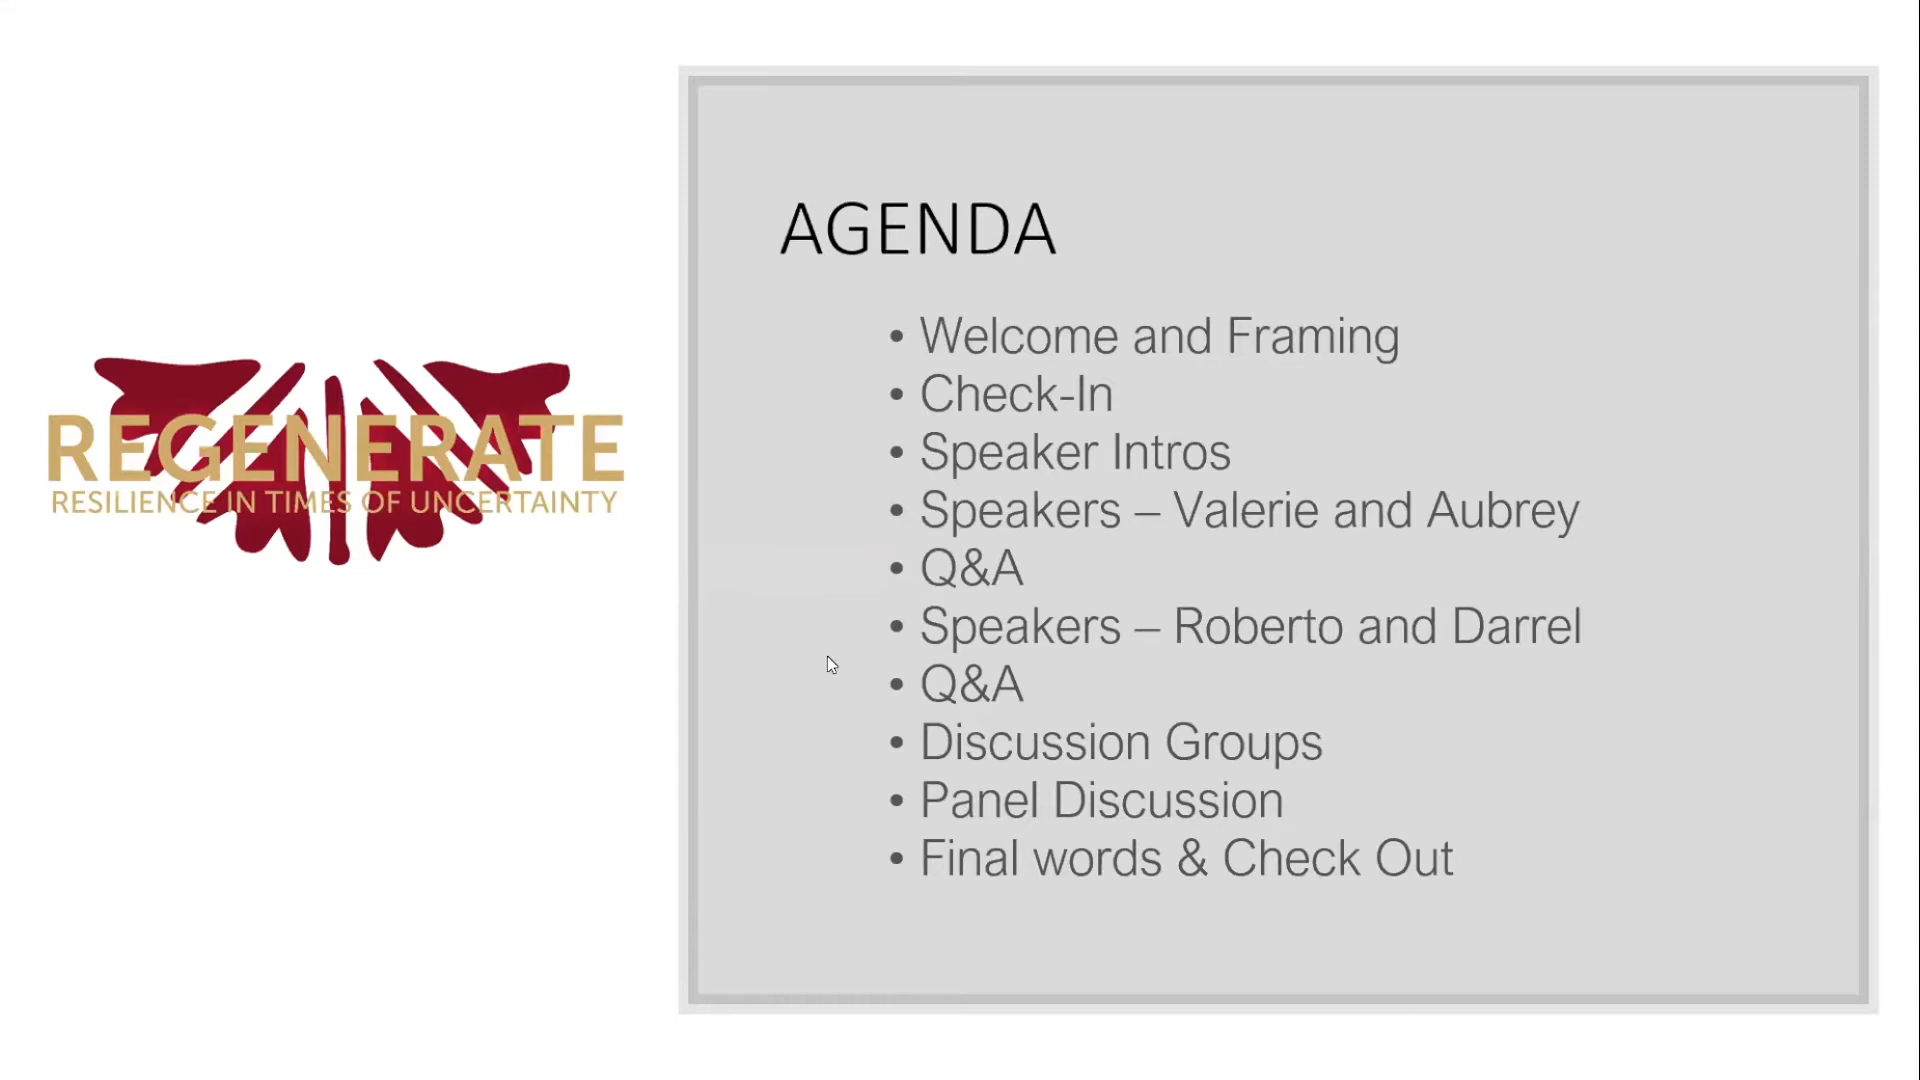 REGENERATE
RESILIENCE IN TIMES OF UNCERTAINTY
AGENDA
• Welcome and Framing
• Check-In
• Speaker Intros
• Speakers – Valerie and Aubrey
• Q&A
• Speakers – Roberto and Darrel
• Q&A
• Discussion Groups
• Panel Discussion
• Final words & Check Out